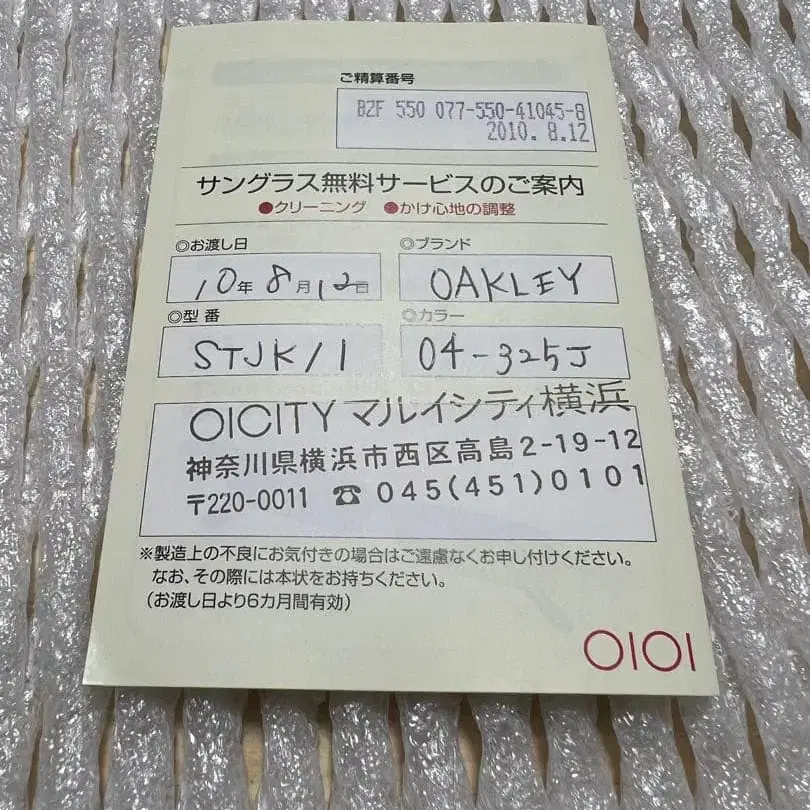 ご精算番号
BZF 550 077-550-41045-8
2010. 8.12
サングラス無料サービスのご案内
●クリーニング ●かけ心地の調整
◎お渡し日
10年8月12日
◎ブランド
OAKLEY
◎型番
STJK/1
◎カラー
04-325J
OICITY マルイシティ横浜
神奈川県横浜市西区高島2-19-12
〒220-0011 ☎ 045(451)0101
※製造上の不良にお気付きの場合はご遠慮なくお申し付けください。
なお、その際には本状をお持ちください。
(お渡し日より6カ月間有効)
OIOI